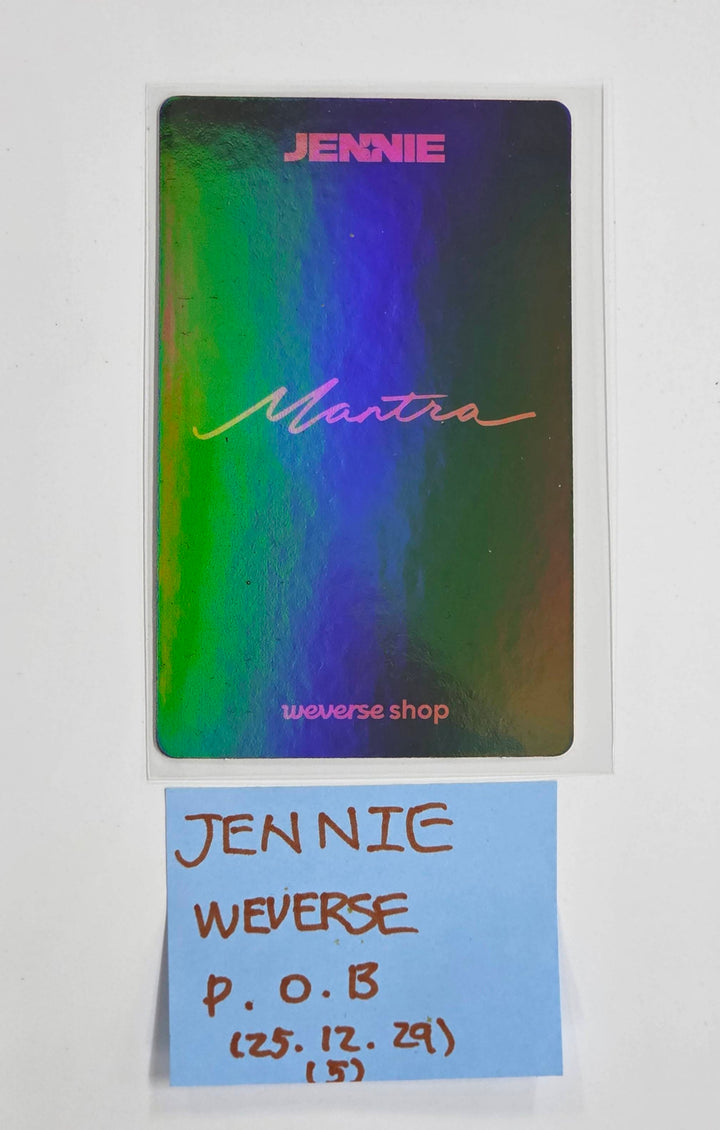 JENNIE
Mantra
weverse shop
JENNIE
WEVERSE
P. O. B
(25. 12. 29)
(5)